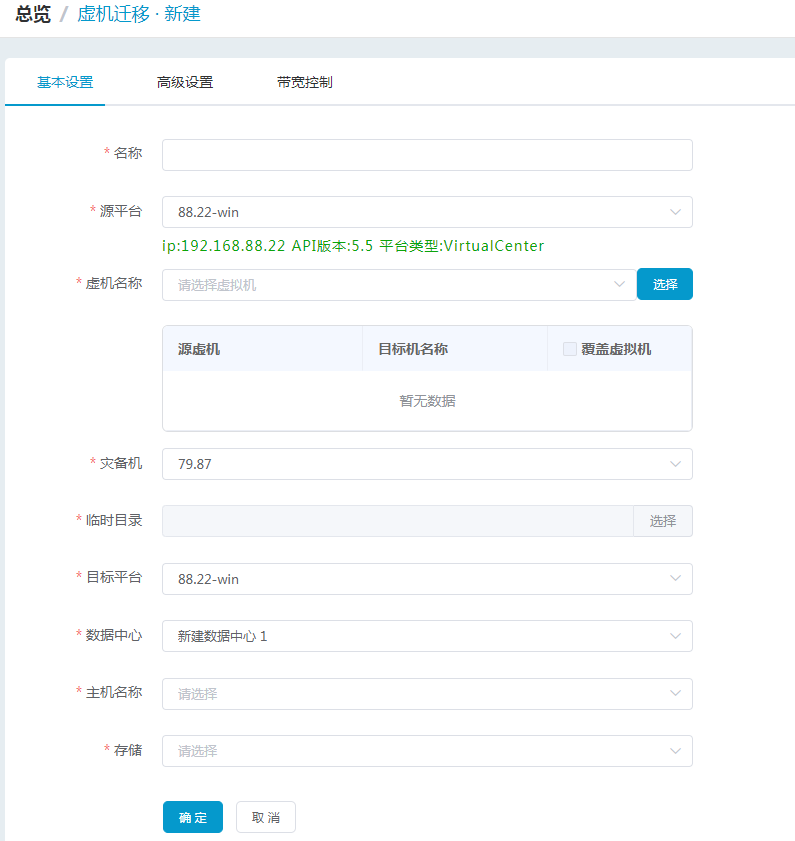 总览 / 虚机迁移 · 新建
基本设置 高级设置 带宽控制
* 名称
* 源平台 88.22-win
ip:192.168.88.22 API版本:5.5 平台类型:VirtualCenter
* 虚机名称 请选择虚拟机 选择
源虚机 目标机名称 覆盖虚拟机
暂无数据
* 灾备机 79.87
* 临时目录 选择
* 目标平台 88.22-win
* 数据中心 新建数据中心 1
* 主机名称 请选择
* 存储 请选择
确 定 取 消